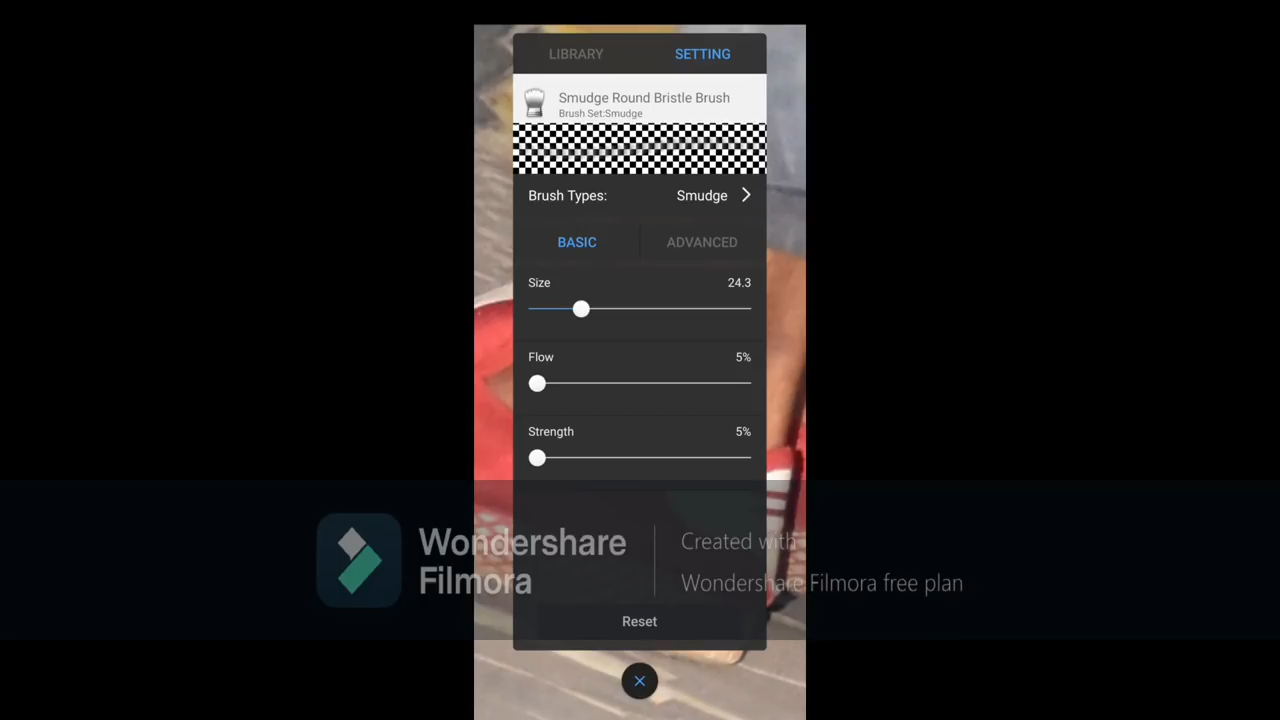 LIBRARY SETTING
Smudge Round Bristle Brush
Brush Set:Smudge
Brush Types: Smudge
BASIC ADVANCED
Size 24.3
Flow 5%
Strength 5%
Wondershare
Filmora
Created with
Wondershare Filmora free plan
Reset